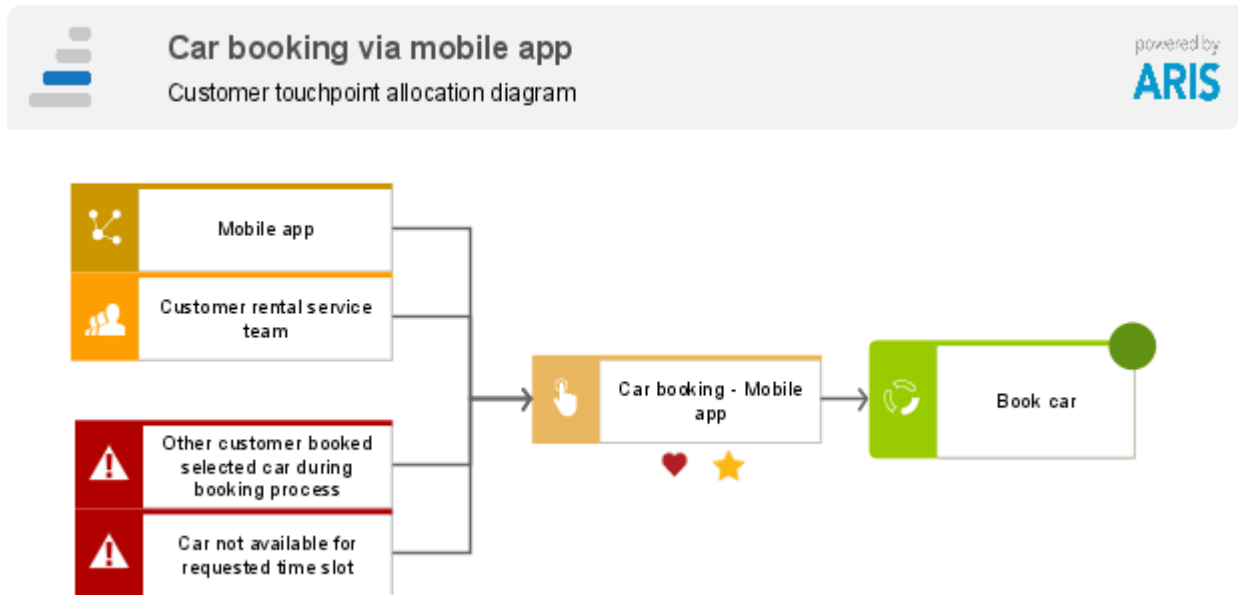 Car booking via mobile app
Customer touchpoint allocation diagram
powered by
ARIS
Mobile app
Customer rental service
team
Other customer booked
selected car during
booking process
Car not available for
requested time slot
Car booking - Mobile
app
Book car